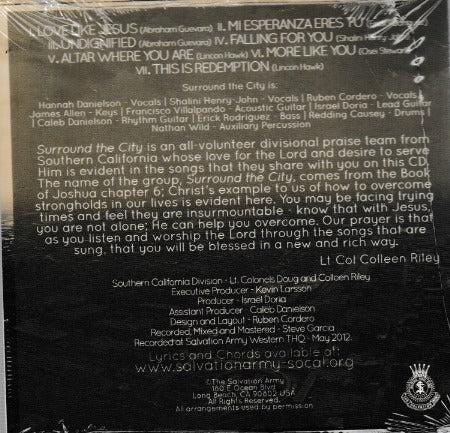 I. LOVE LIKE JESUS (Abraham Guevara) II. MI ESPERANZA ERES TU
III. UNDIGNIFIED (Abraham Guevara) IV. FALLING FOR YOU (Shalini Henry-John)
V. ALTAR WHERE YOU ARE (Lincon Hawk) VI. MORE LIKE YOU (Osei Stewart)
VII. THIS IS REDEMPTION (Lincon Hawk)
Surround the City is:
Hannah Danielson - Vocals | Shalini Henry-John - Vocals | Ruben Cordero - Vocals
James Allen - Keys | Francisco Villalpando - Acoustic Guitar | Israel Doria - Lead Guitar
| Caleb Danielson - Rhythm Guitar | Erick Rodriguez - Bass | Redding Causey - Drums |
Nathan Wild - Auxiliary Percussion
Surround the City is an all-volunteer divisional praise team from
Southern California whose love for the Lord and desire to serve
Him is evident in the songs that they share with you on this CD.
The name of the group, Surround the City, comes from the Book
of Joshua chapter 6; Christ's example to us of how to overcome
strongholds in our lives is evident here. You may be facing trying
times and feel they are insurmountable - know that with Jesus,
you are not alone; He can help you overcome. Our prayer is that
as you listen and worship the Lord through the songs that are
sung, that you will be blessed in a new and rich way.
Lt Col Colleen Riley
Southern California Division - Lt. Colonels Doug and Colleen Riley
Executive Producer - Kevin Larsson
Producer - Israel Doria
Assistant Producer - Caleb Danielson
Design and Layout - Ruben Cordero
Recorded, Mixed and Mastered - Steve Garcia
Recorded at Salvation Army Western THQ - May 2012
Lyrics and Chords available at:
www.salvationarmy-socal.org
©The Salvation Army
180 E Ocean Blvd
Long Beach, CA 90802 USA
All Rights Reserved.
All arrangements used by permission